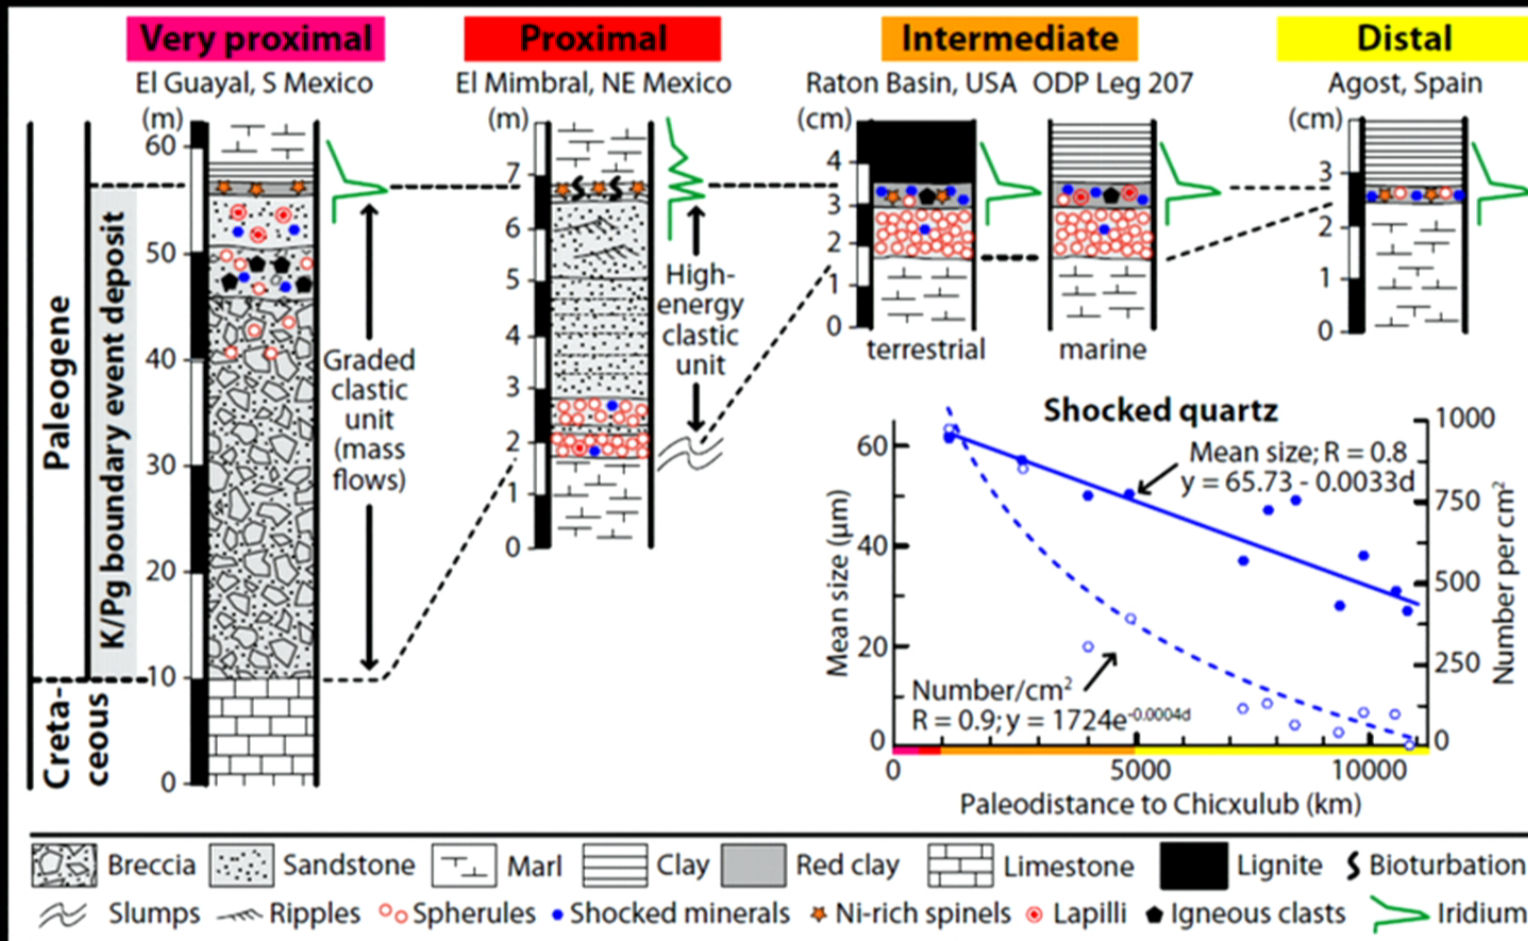 Very proximal
Proximal
Intermediate
Distal
El Guayal, S Mexico
El Mimbral, NE Mexico
Raton Basin, USA
ODP Leg 207
Agost, Spain
(m)
60
50
40
30
20
10
0
Paleogene
K/Pg boundary event deposit
Creta-
ceous
Graded
clastic
unit
(mass
flows)
(m)
7
6
5
4
3
2
1
0
High-
energy
clastic
unit
(cm)
4
3
2
1
0
terrestrial
marine
(cm)
3
2
1
0
Shocked quartz
Mean size; R = 0.8
y = 65.73 - 0.0033d
Number/cm²
R = 0.9; y = 1724e^-0.0004d
Mean size (µm)
60
40
20
0
1000
750
500
250
0
Number per cm²
0
5000
10000
Paleodistance to Chicxulub (km)
Breccia
Sandstone
Marl
Clay
Red clay
Limestone
Lignite
Bioturbation
Slumps
Ripples
Spherules
Shocked minerals
Ni-rich spinels
Lapilli
Igneous clasts
Iridium